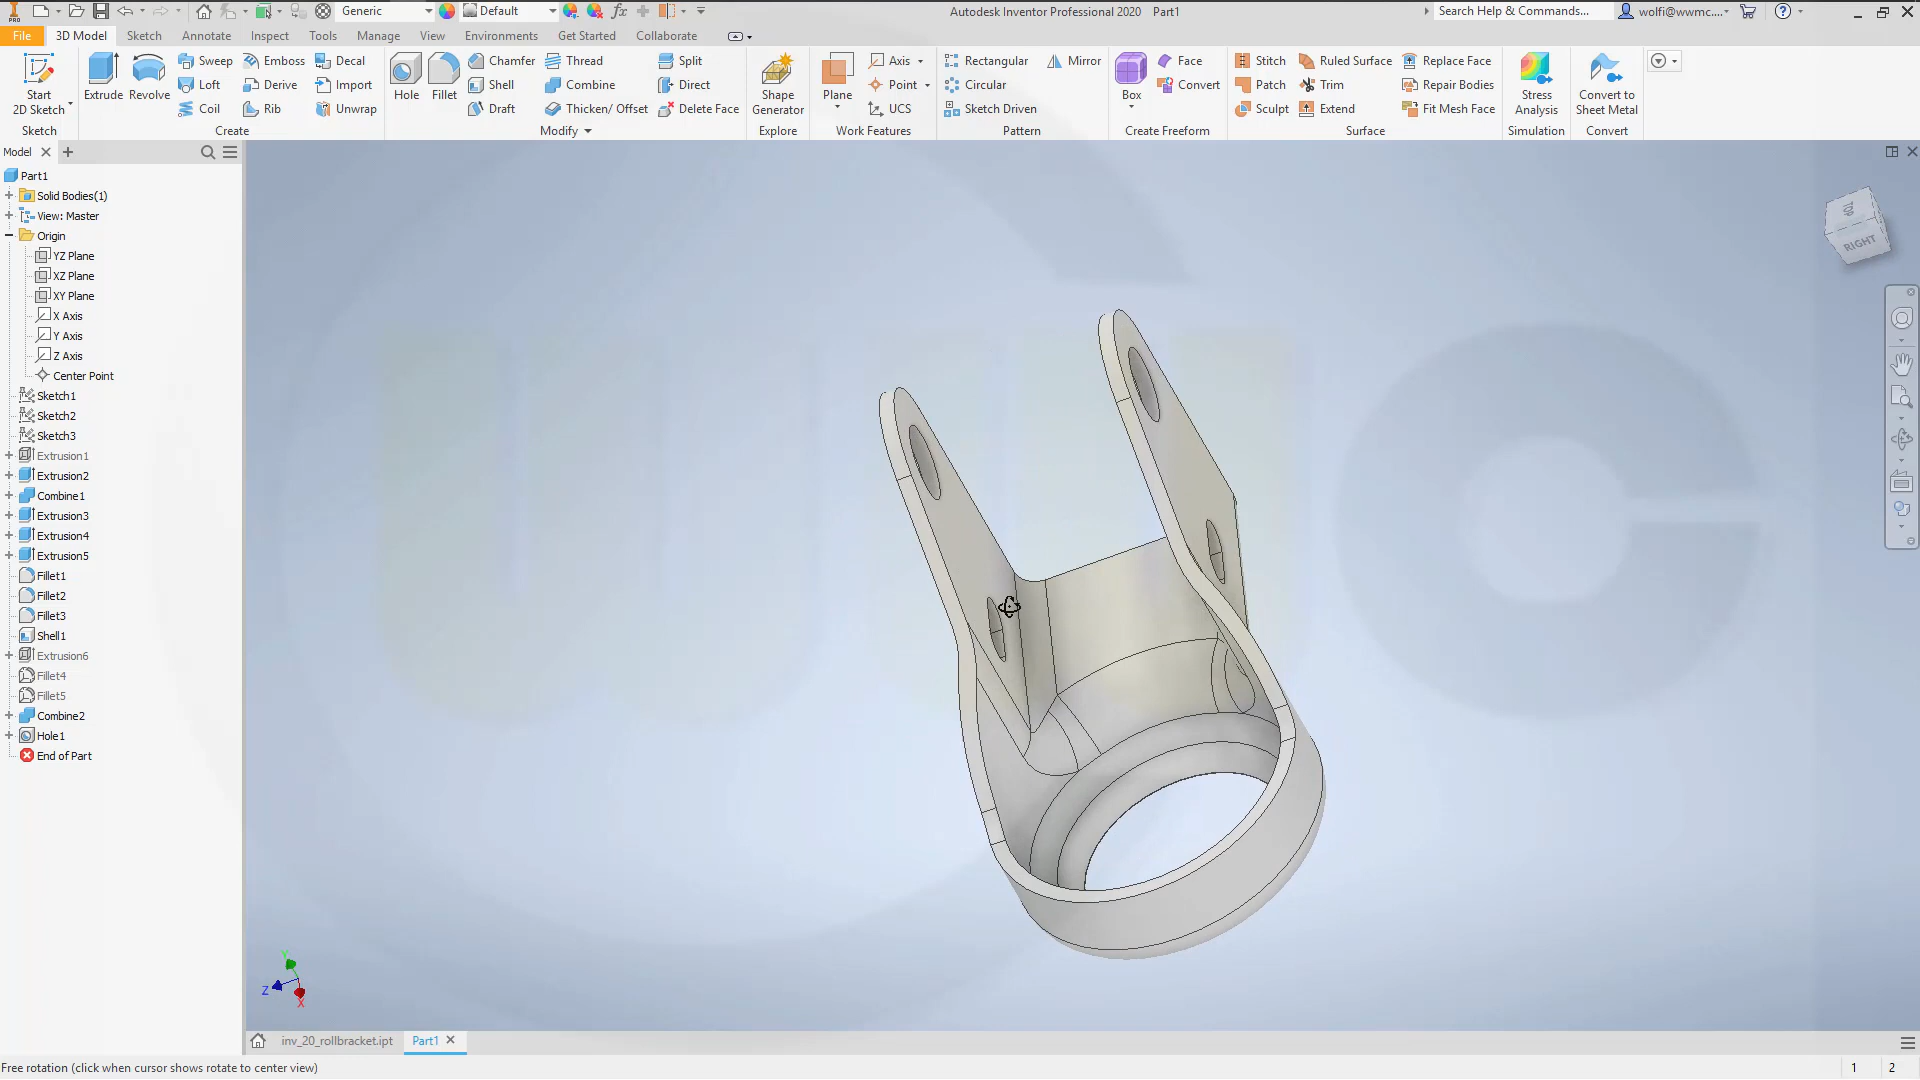 Generic
Default
Autodesk Inventor Professional 2020 Part1
Search Help & Commands...
wolfi@wwmc....
File
3D Model
Sketch
Annotate
Inspect
Tools
Manage
View
Environments
Get Started
Collaborate
Start
2D Sketch
Sketch
Extrude
Revolve
Sweep
Loft
Coil
Emboss
Derive
Rib
Decal
Import
Unwrap
Create
Hole
Fillet
Chamfer
Shell
Draft
Thread
Combine
Thicken/ Offset
Split
Direct
Delete Face
Modify
Shape
Generator
Explore
Plane
Axis
Point
UCS
Work Features
Rectangular
Circular
Sketch Driven
Mirror
Pattern
Box
Face
Convert
Create Freeform
Stitch
Patch
Sculpt
Ruled Surface
Trim
Extend
Replace Face
Repair Bodies
Fit Mesh Face
Surface
Stress
Analysis
Simulation
Convert to
Sheet Metal
Convert
Model
Part1
Solid Bodies(1)
View: Master
Origin
YZ Plane
XZ Plane
XY Plane
X Axis
Y Axis
Z Axis
Center Point
Sketch1
Sketch2
Sketch3
Extrusion1
Extrusion2
Combine1
Extrusion3
Extrusion4
Extrusion5
Fillet1
Fillet2
Fillet3
Shell1
Extrusion6
Fillet4
Fillet5
Combine2
Hole1
End of Part
TOP
RIGHT
Y
Z
X
inv_20_rollbracket.ipt
Part1
Free rotation (click when cursor shows rotate to center view)
1
2